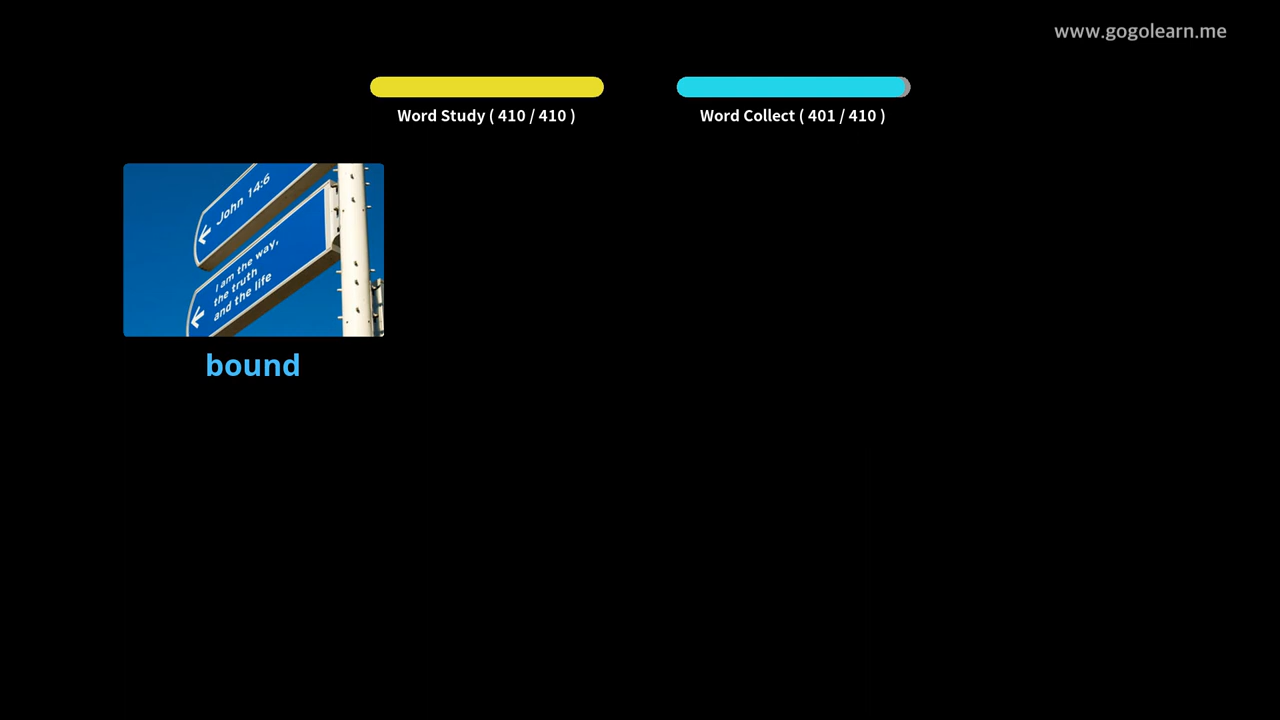 www.gogolearn.me
Word Study ( 410 / 410 )
Word Collect ( 401 / 410 )
John 14:6
I am the way,
the truth
and the life
bound